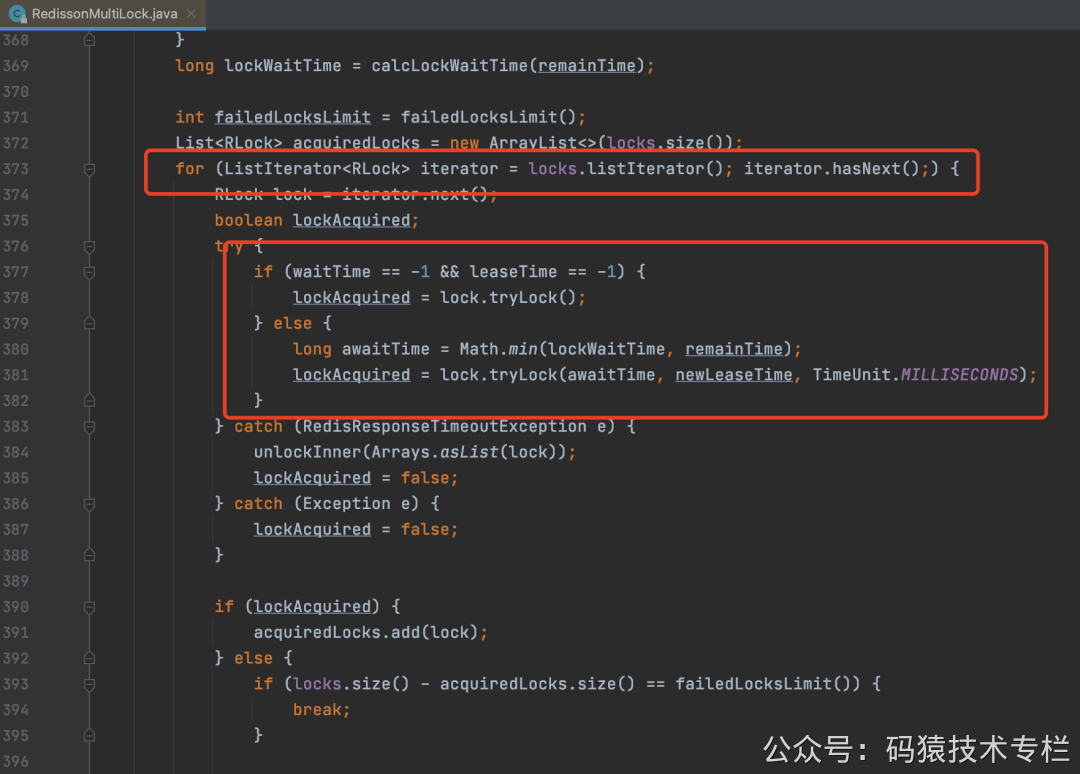 RedissonMultiLock.java
368 }
369 long lockWaitTime = calcLockWaitTime(remainTime);
370
371 int failedLocksLimit = failedLocksLimit();
372 List<RLock> acquiredLocks = new ArrayList<>(locks.size());
373 for (ListIterator<RLock> iterator = locks.listIterator(); iterator.hasNext();) {
374 RLock lock = iterator.next();
375 boolean lockAcquired;
376 try {
377 if (waitTime == -1 && leaseTime == -1) {
378 lockAcquired = lock.tryLock();
379 } else {
380 long awaitTime = Math.min(lockWaitTime, remainTime);
381 lockAcquired = lock.tryLock(awaitTime, newLeaseTime, TimeUnit.MILLISECONDS);
382 }
383 } catch (RedisResponseTimeoutException e) {
384 unlockInner(Arrays.asList(lock));
385 lockAcquired = false;
386 } catch (Exception e) {
387 lockAcquired = false;
388 }
389
390 if (lockAcquired) {
391 acquiredLocks.add(lock);
392 } else {
393 if (locks.size() - acquiredLocks.size() == failedLocksLimit()) {
394 break;
395 }
396
公众号：码猿技术专栏